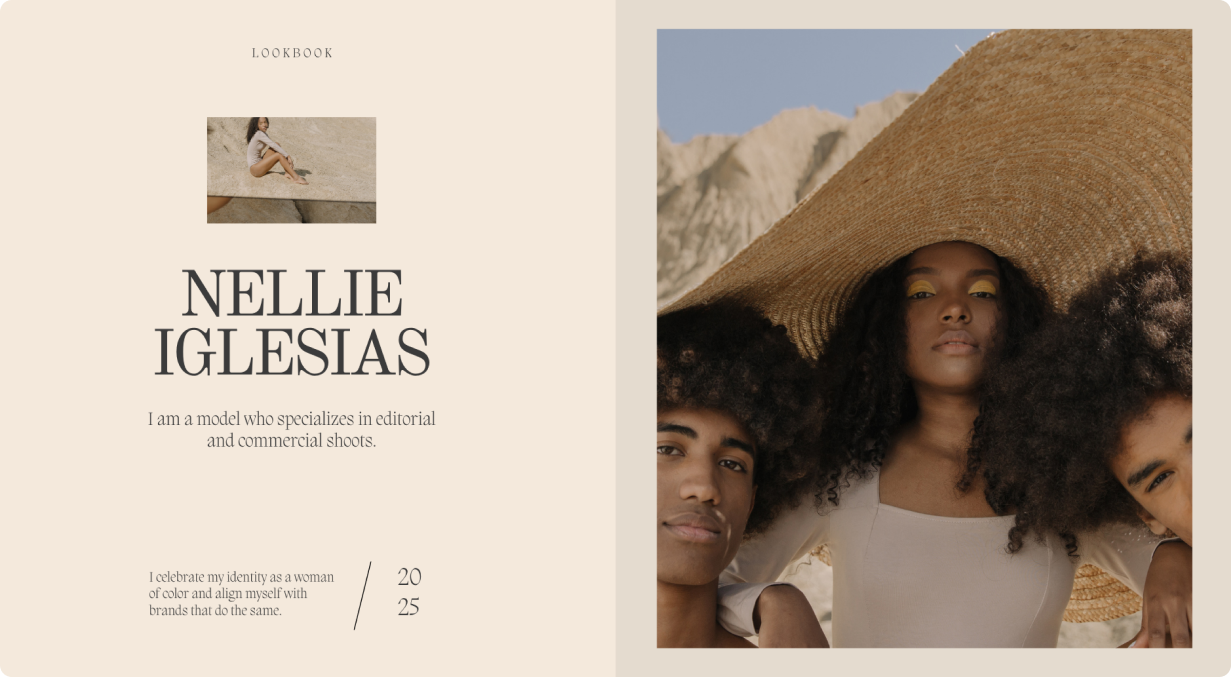 LOOKBOOK
NELLIE
IGLESIAS
I am a model who specializes in editorial
and commercial shoots.
I celebrate my identity as a woman
of color and align myself with
brands that do the same.
20
25